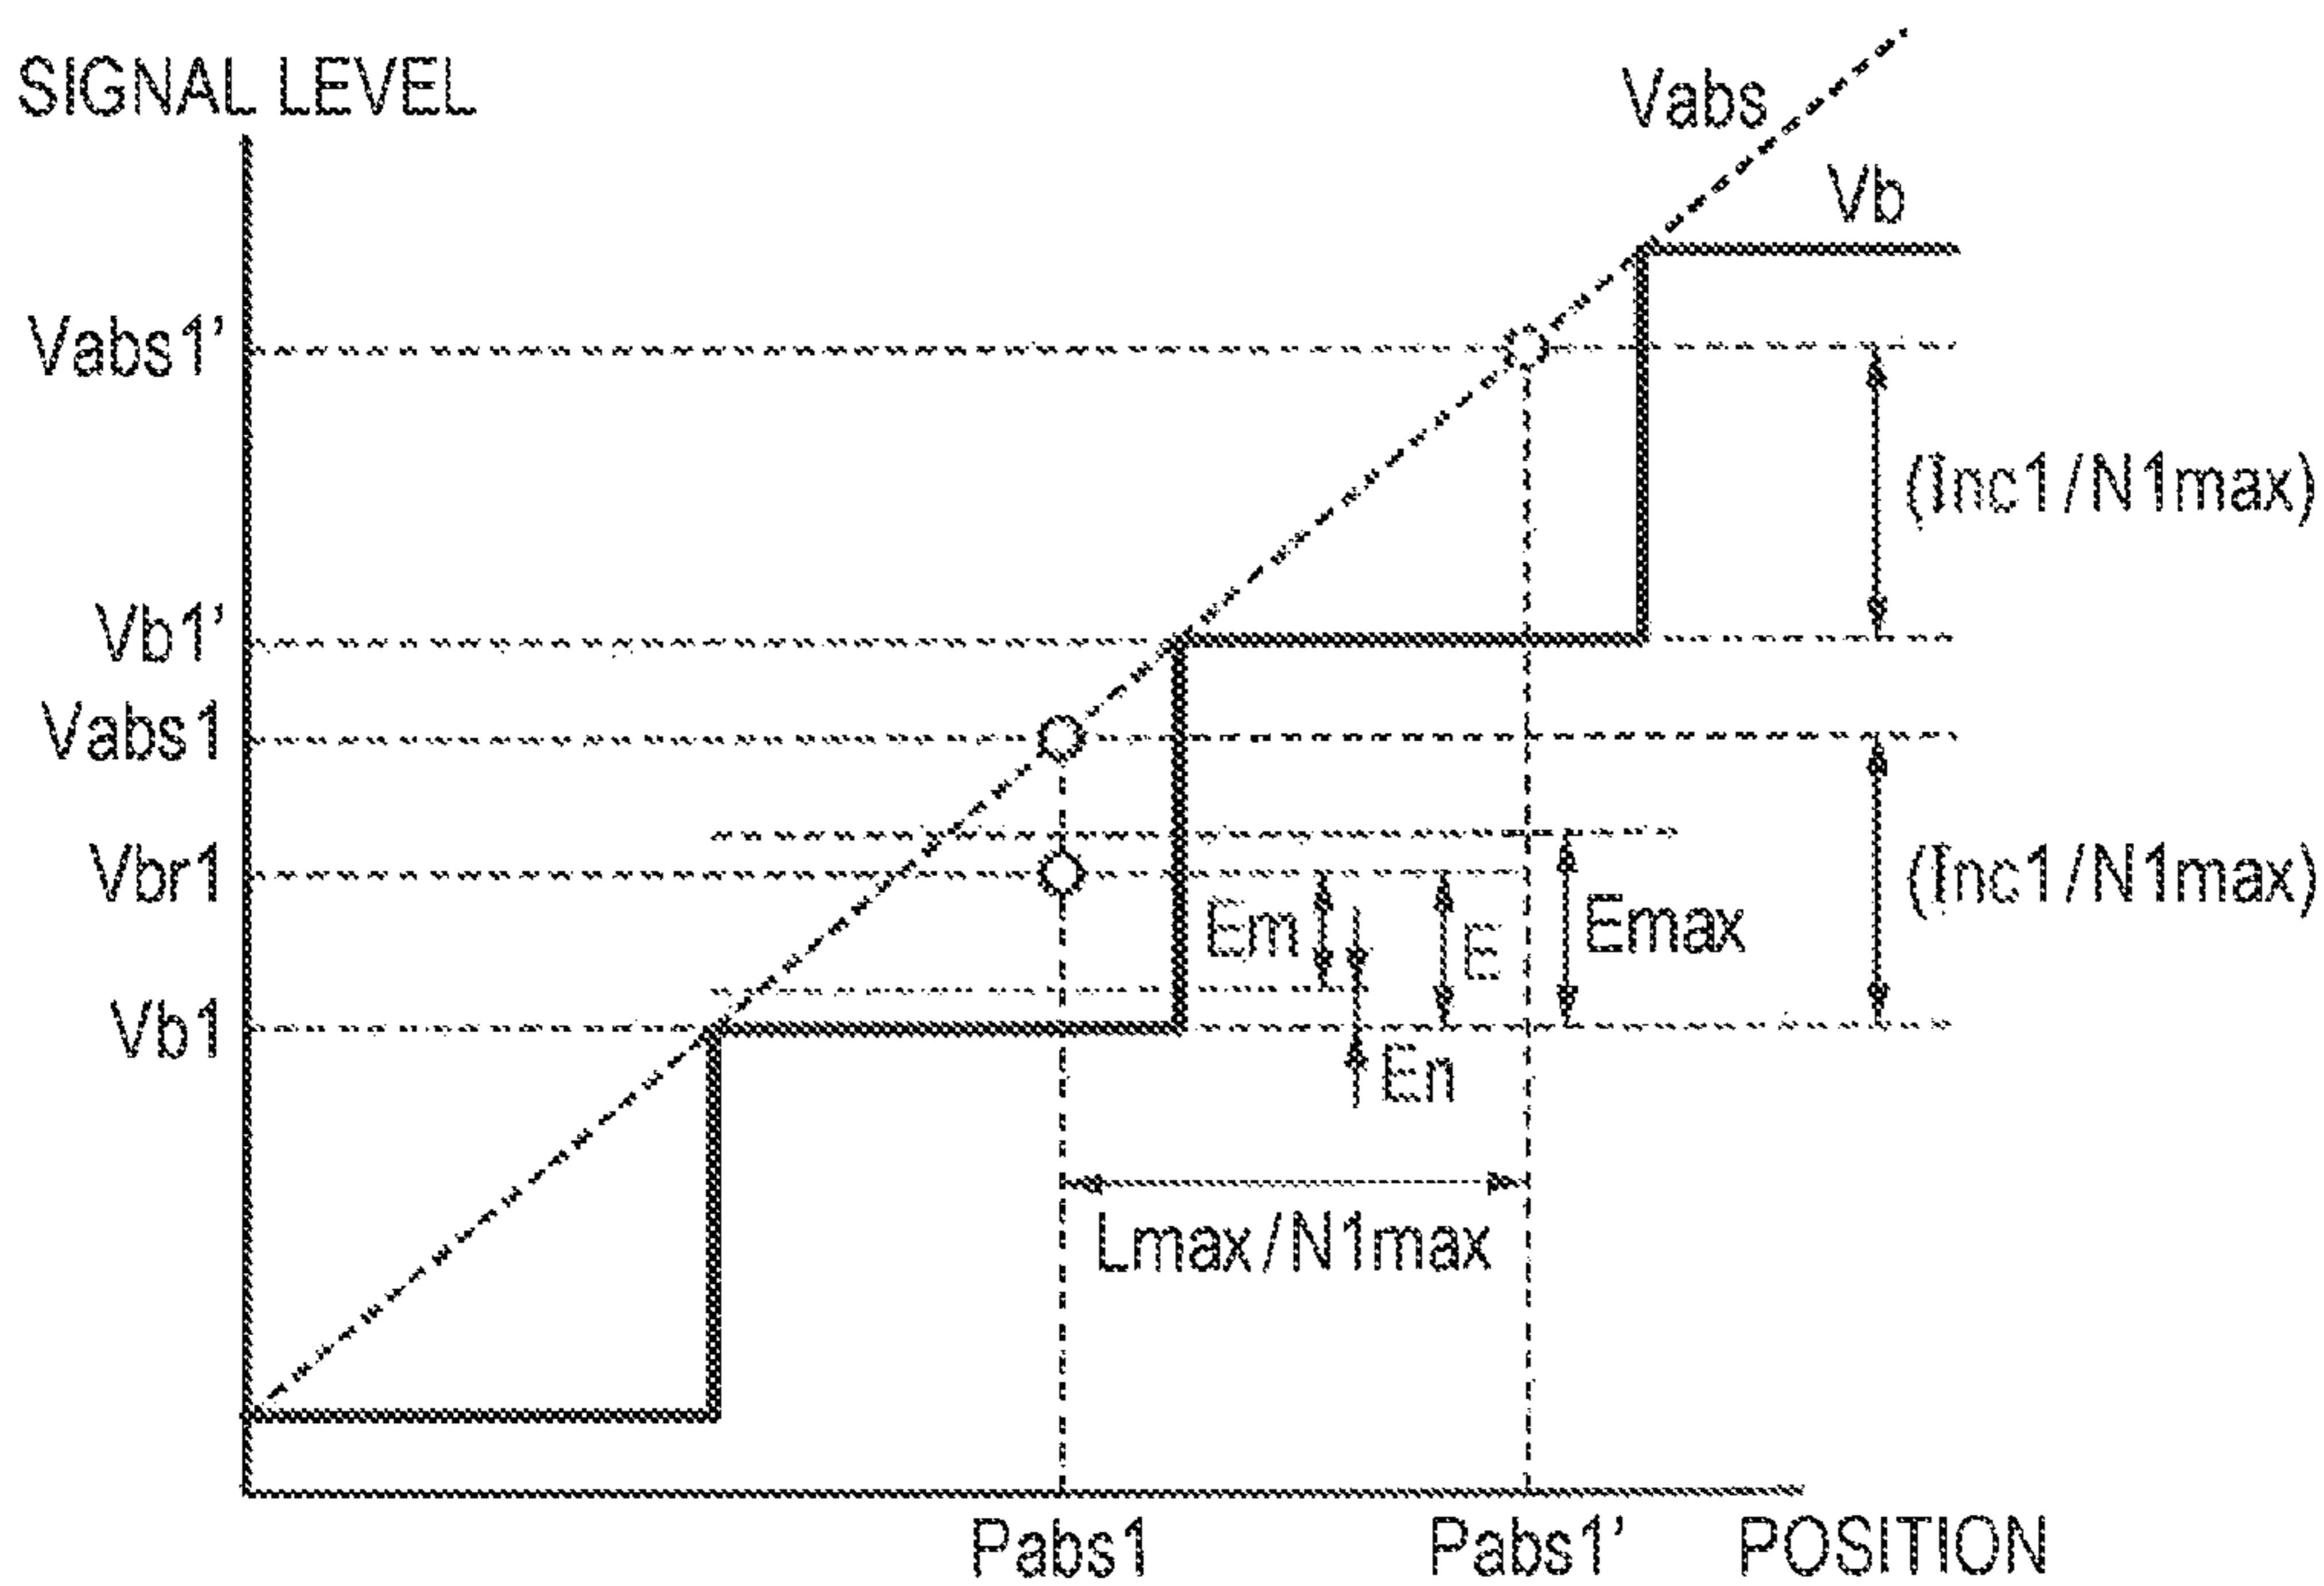 SIGNAL LEVEL
Vabs
Vb
Vabs1’
(Inc1/N1max)
Vb1’
Vabs1
Vbr1
(Inc1/N1max)
Em
E
Emax
Vb1
En
Lmax/N1max
Pabs1
Pabs1’
POSITION